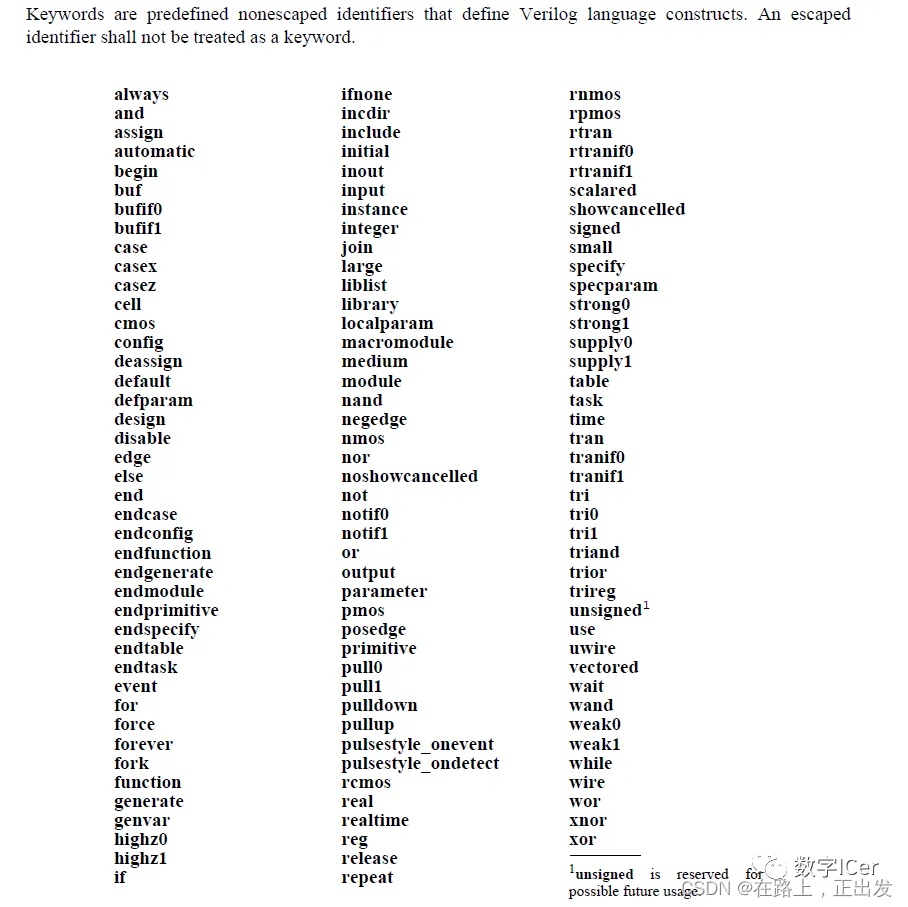 Keywords are predefined nonescaped identifiers that define Verilog language constructs. An escaped
identifier shall not be treated as a keyword.
always
and
assign
automatic
begin
buf
bufif0
bufif1
case
casex
casez
cell
cmos
config
deassign
default
defparam
design
disable
edge
else
end
endcase
endconfig
endfunction
endgenerate
endmodule
endprimitive
endspecify
endtable
endtask
event
for
force
forever
fork
function
generate
genvar
highz0
highz1
if
ifnone
incdir
include
initial
inout
input
instance
integer
join
large
liblist
library
localparam
macromodule
medium
module
nand
negedge
nmos
nor
noshowcancelled
not
notif0
notif1
or
output
parameter
pmos
posedge
primitive
pull0
pull1
pulldown
pullup
pulsestyle_onevent
pulsestyle_ondetect
rcmos
real
realtime
reg
release
repeat
rnmos
rpmos
rtran
rtranif0
rtranif1
scalared
showcancelled
signed
small
specify
specparam
strong0
strong1
supply0
supply1
table
task
time
tran
tranif0
tranif1
tri
tri0
tri1
triand
trior
trireg
unsigned¹
use
uwire
vectored
wait
wand
weak0
weak1
while
wire
wor
xnor
xor
¹unsigned is reserved for
possible future usage.
数字ICer
CSDN @在路上，正出发